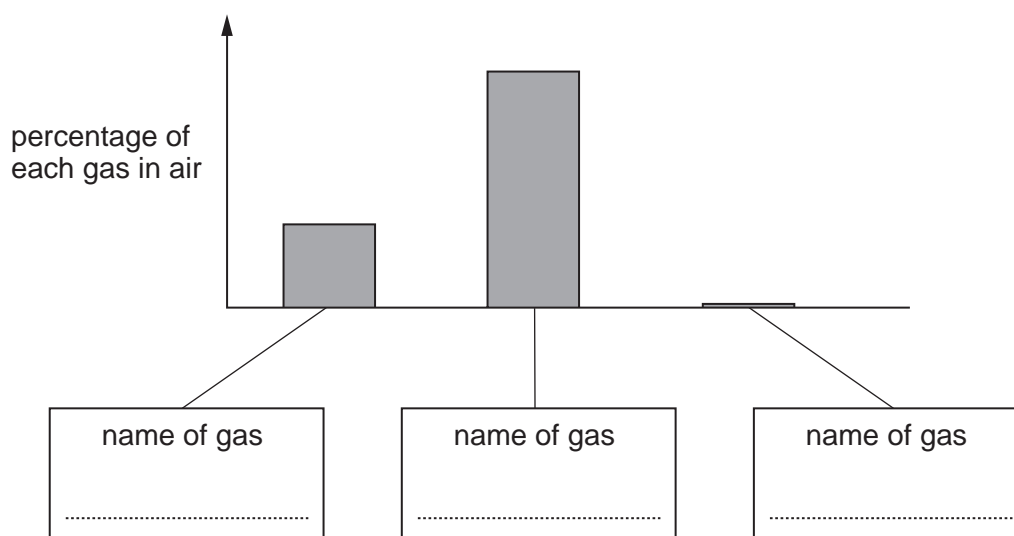 percentage of
each gas in air
name of gas
name of gas
name of gas